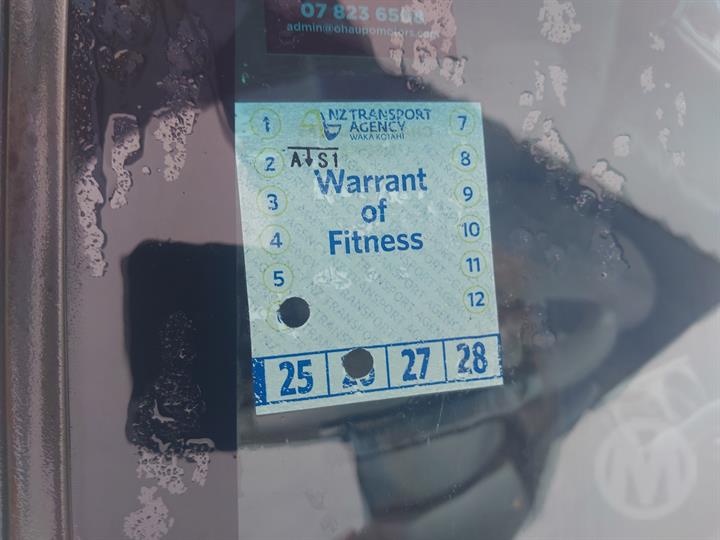 07 823 6508
admin@ohaupomotors.com
NZ TRANSPORT
AGENCY
WAKA KOTAHI
1
7
2
A↓S1
8
Warrant
3
9
of
4
10
Fitness
5
11
12
25
27
28
M